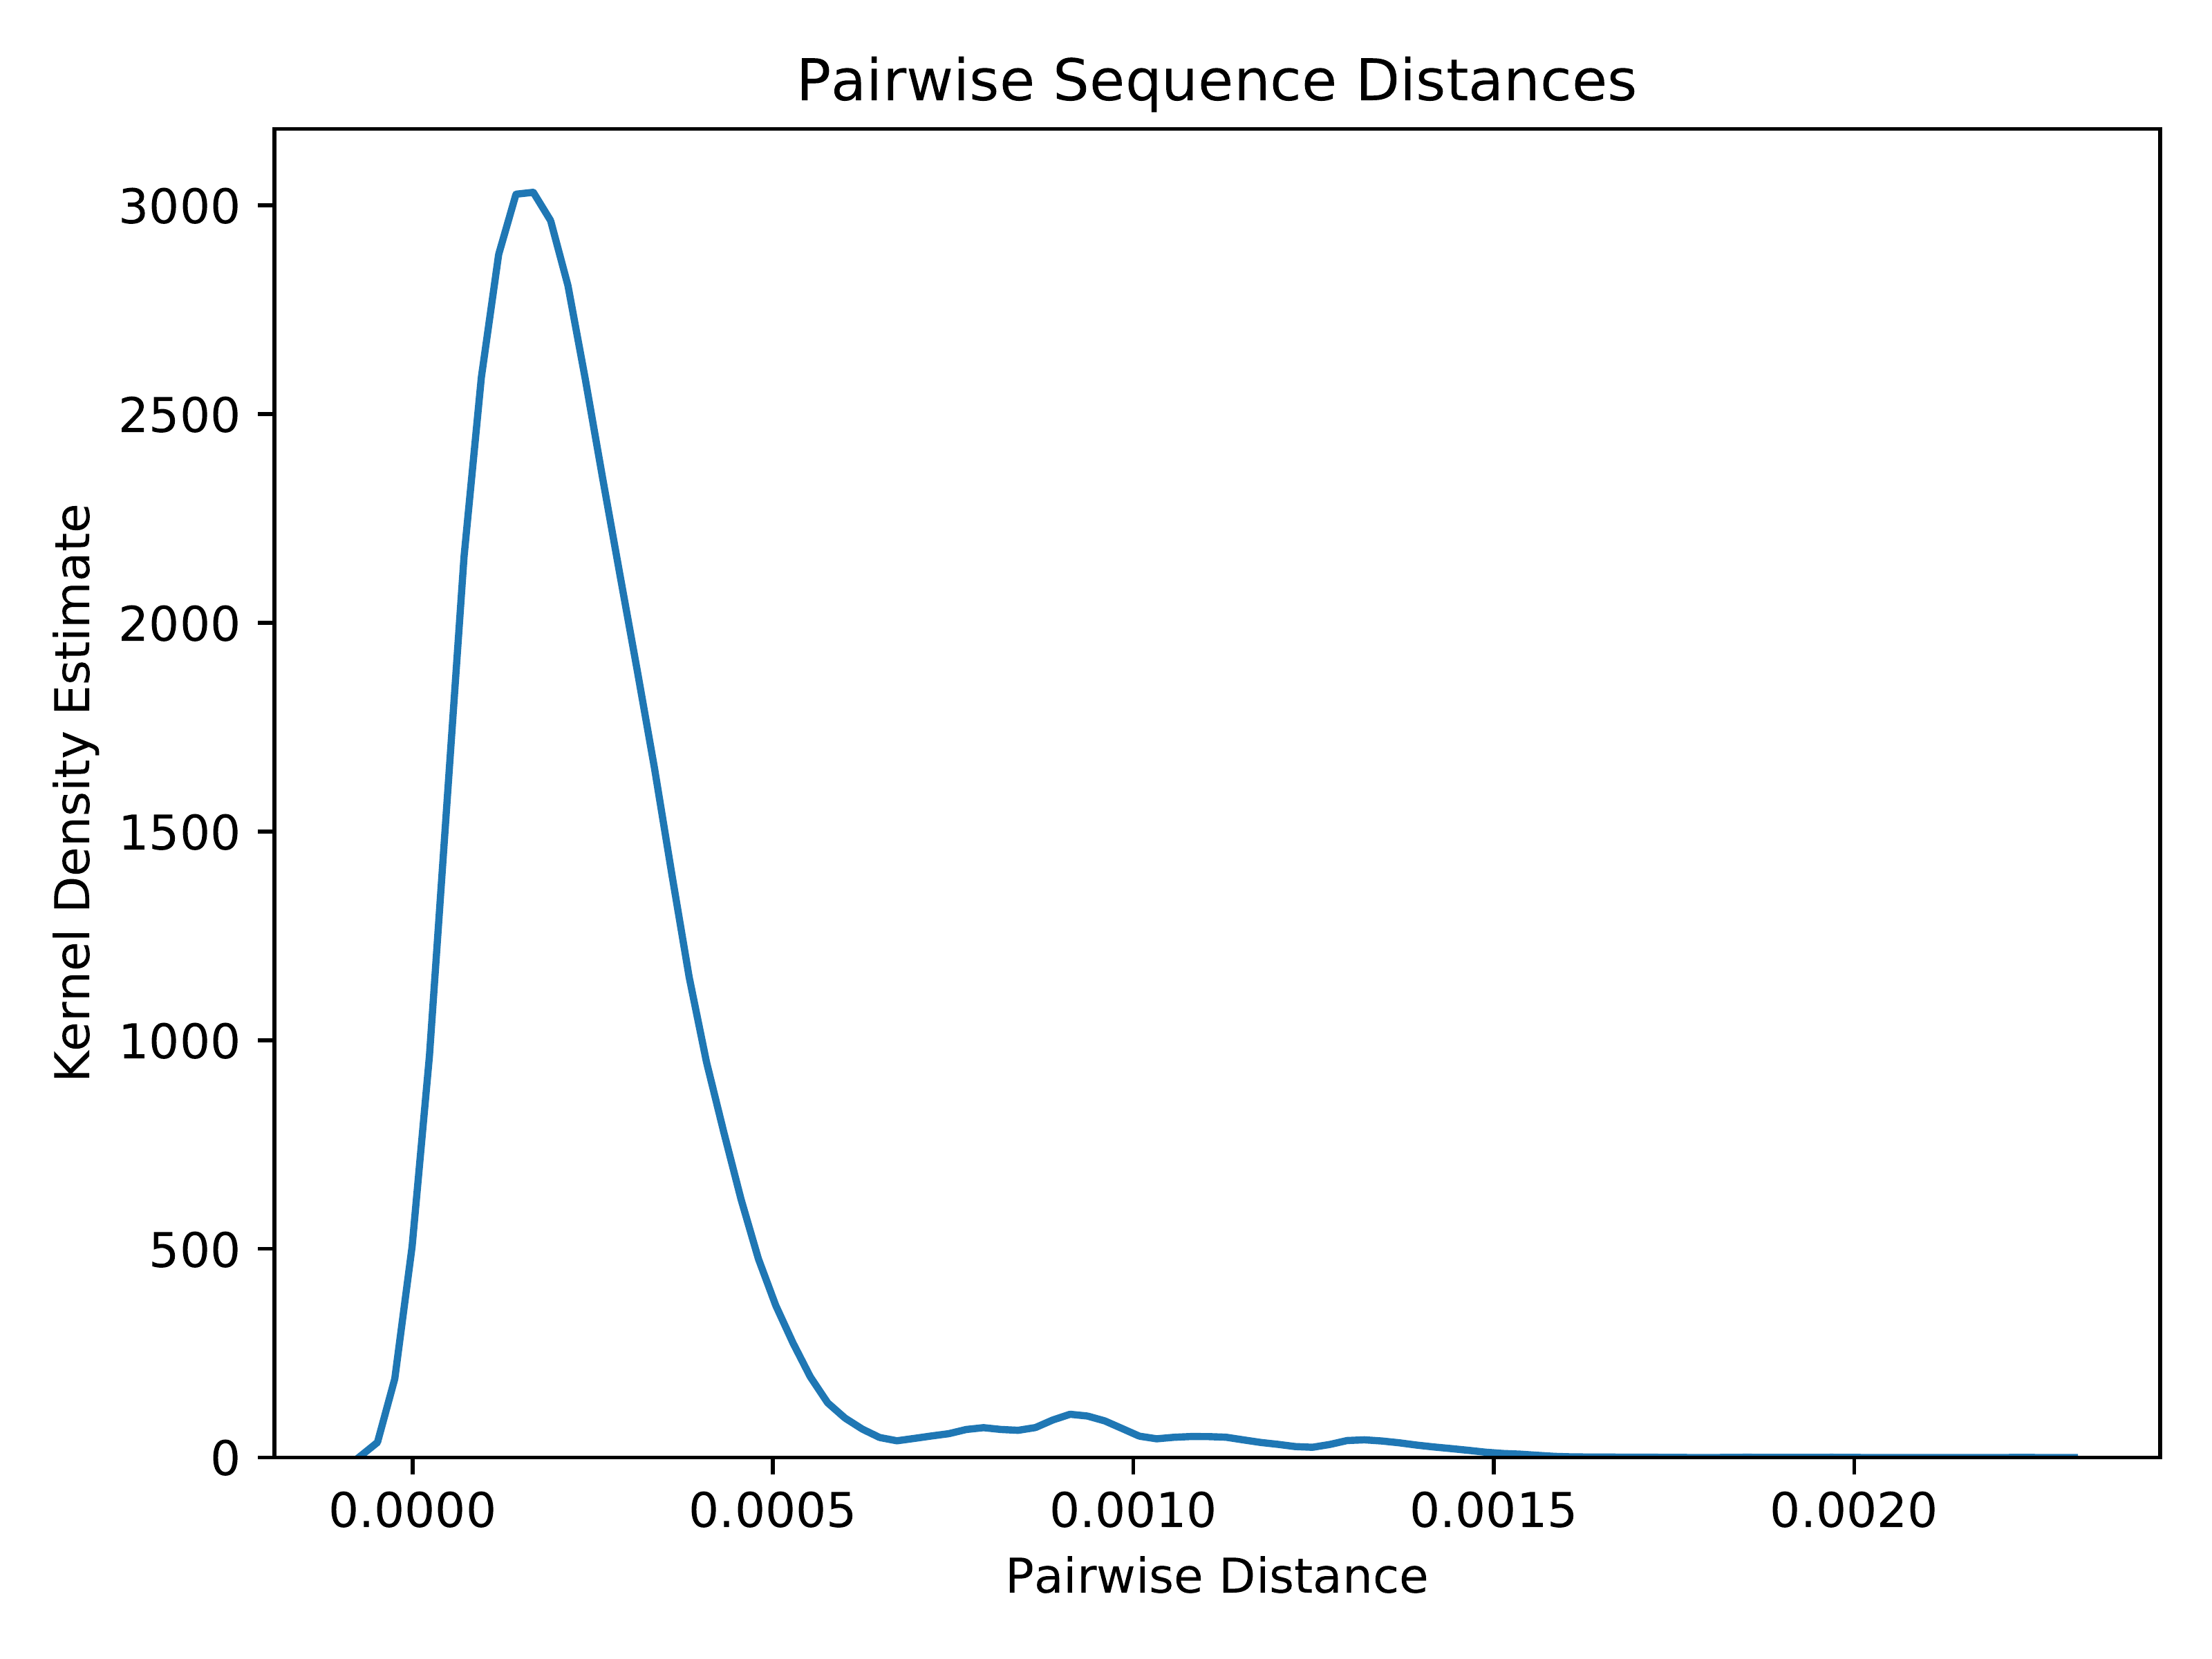 Pairwise Sequence Distances
Kernel Density Estimate
3000
2500
2000
1500
1000
500
0
0.0000 0.0005 0.0010 0.0015 0.0020
Pairwise Distance